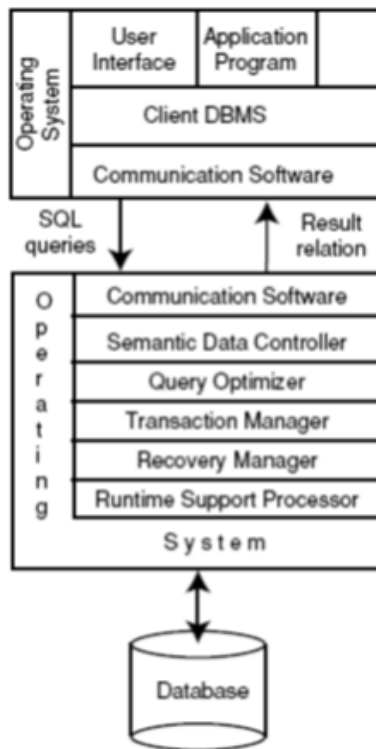 Operating
System
User
Interface
Application
Program
Client DBMS
Communication Software
SQL
queries
Result
relation
Operating
Communication Software
Semantic Data Controller
Query Optimizer
Transaction Manager
Recovery Manager
Runtime Support Processor
System
Database